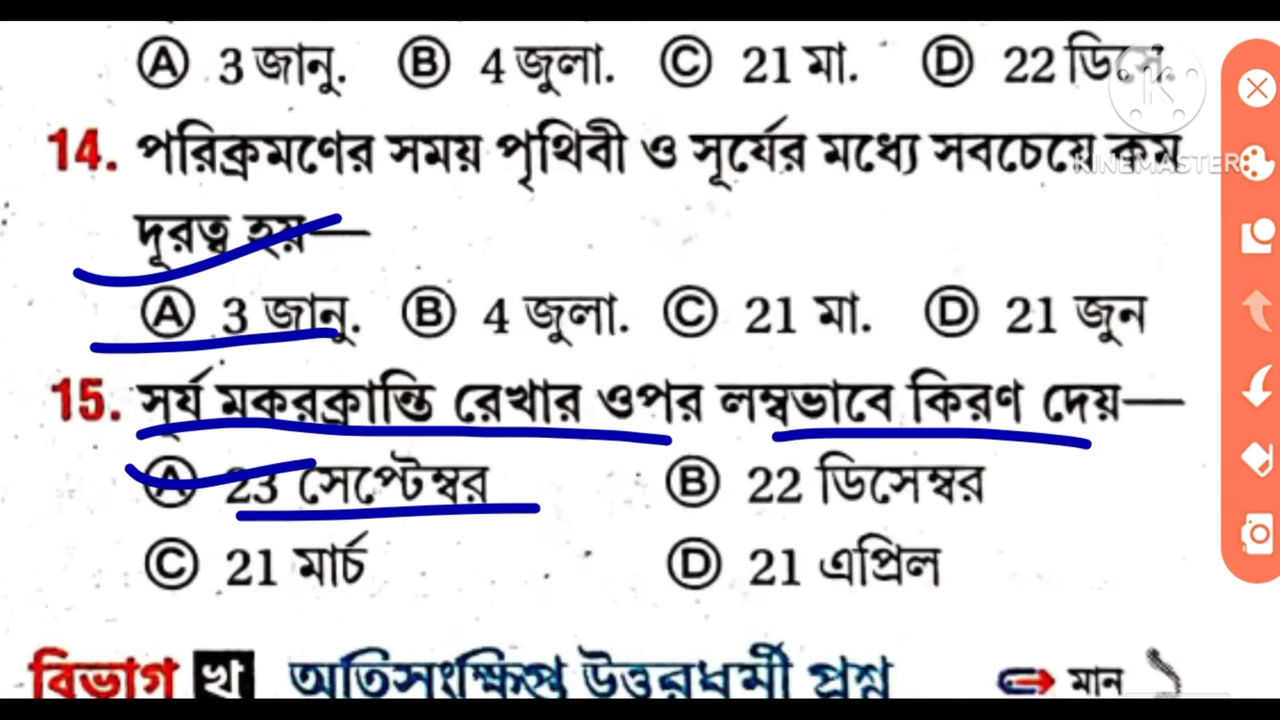 Ⓐ 3 জানু. Ⓑ 4 জুলা. Ⓒ 21 মা. Ⓓ 22 ডিসে.
KINEMASTER
14. পরিক্রমণের সময় পৃথিবী ও সূর্যের মধ্যে সবচেয়ে কম
দূরত্ব হয়—
Ⓐ 3 জানু. Ⓑ 4 জুলা. Ⓒ 21 মা. Ⓓ 21 জুন
15. সূর্য মকরক্রান্তি রেখার ওপর লম্বভাবে কিরণ দেয়—
Ⓐ 23 সেপ্টেম্বর Ⓑ 22 ডিসেম্বর
Ⓒ 21 মার্চ Ⓓ 21 এপ্রিল
বিভাগ খ অতিসংক্ষিপ্ত উত্তরধর্মী প্রশ্ন মান ১